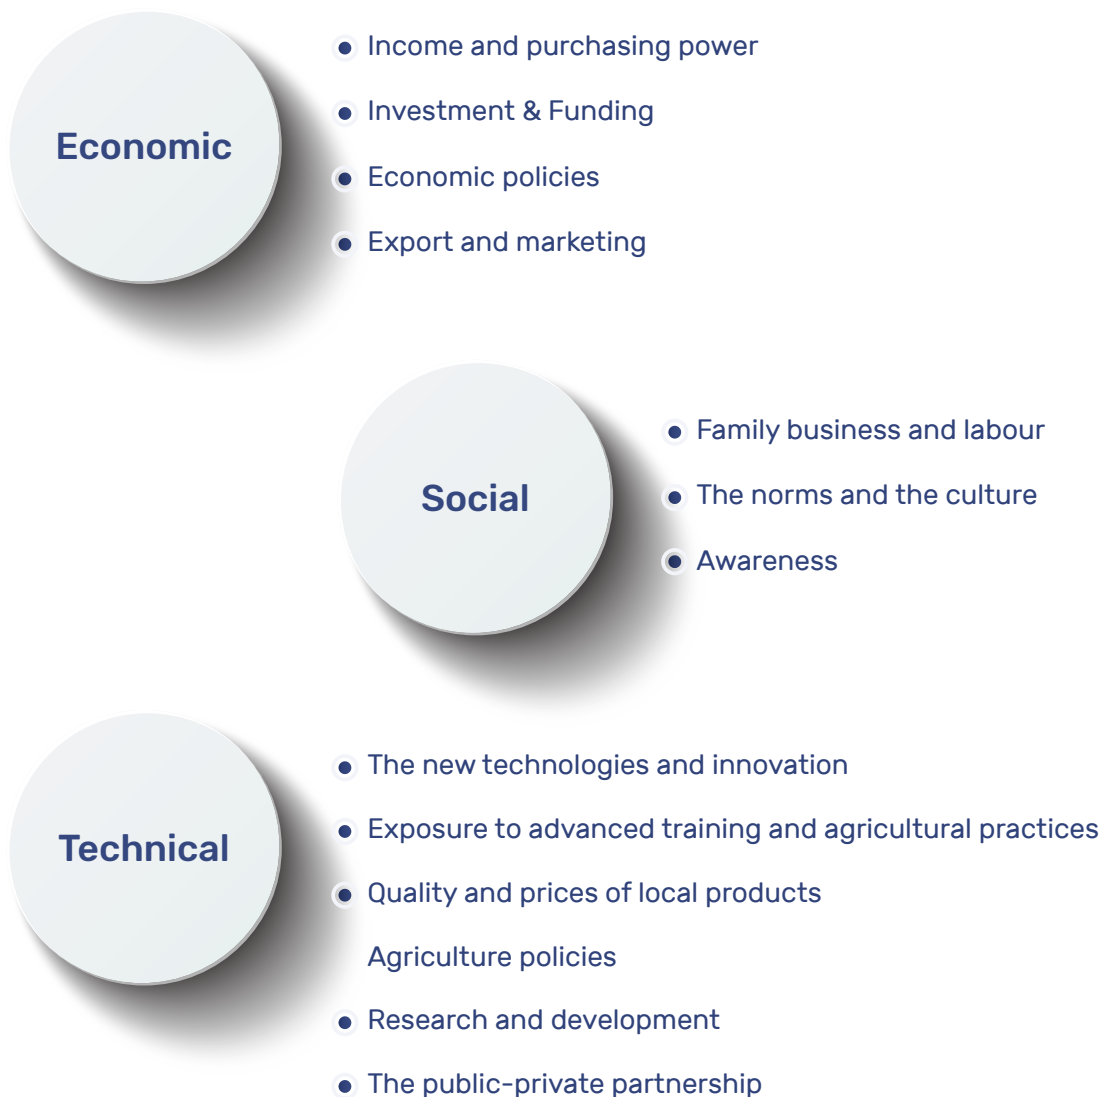 Economic
Income and purchasing power
Investment & Funding
Economic policies
Export and marketing
Social
Family business and labour
The norms and the culture
Awareness
Technical
The new technologies and innovation
Exposure to advanced training and agricultural practices
Quality and prices of local products
Agriculture policies
Research and development
The public-private partnership